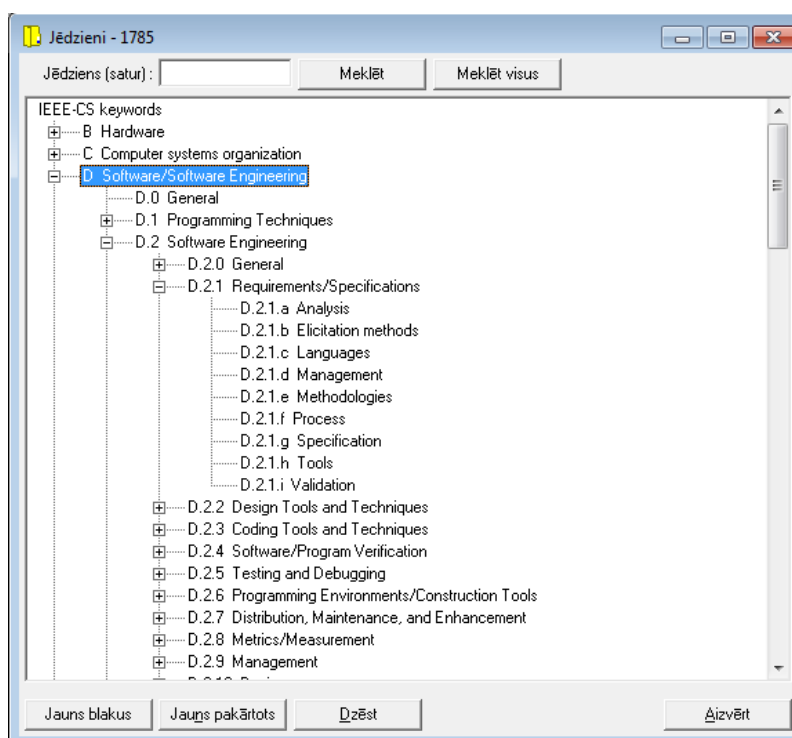 Jēdzieni - 1785
Jēdziens (satur) : Meklēt Meklēt visus
IEEE-CS keywords
B Hardware
C Computer systems organization
D Software/Software Engineering
D.0 General
D.1 Programming Techniques
D.2 Software Engineering
D.2.0 General
D.2.1 Requirements/Specifications
D.2.1.a Analysis
D.2.1.b Elicitation methods
D.2.1.c Languages
D.2.1.d Management
D.2.1.e Methodologies
D.2.1.f Process
D.2.1.g Specification
D.2.1.h Tools
D.2.1.i Validation
D.2.2 Design Tools and Techniques
D.2.3 Coding Tools and Techniques
D.2.4 Software/Program Verification
D.2.5 Testing and Debugging
D.2.6 Programming Environments/Construction Tools
D.2.7 Distribution, Maintenance, and Enhancement
D.2.8 Metrics/Measurement
D.2.9 Management
Jauns blakus Jauns pakārtots Dzēst Aizvērt